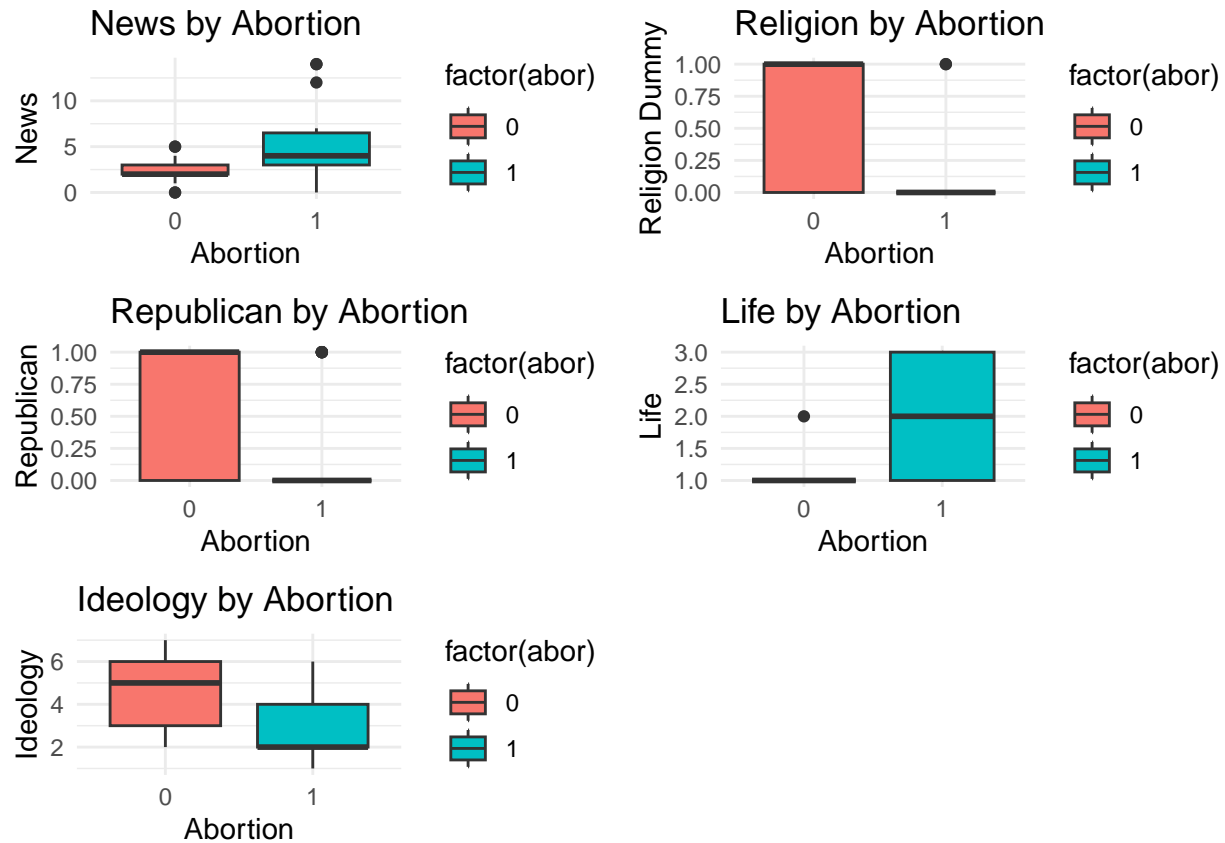 News by Abortion
News
10
5
0
0
1
Abortion
factor(abor)
0
1
Religion by Abortion
Religion Dummy
1.00
0.75
0.50
0.25
0.00
0
1
Abortion
factor(abor)
0
1
Republican by Abortion
Republican
1.00
0.75
0.50
0.25
0.00
0
1
Abortion
factor(abor)
0
1
Life by Abortion
Life
3.0
2.5
2.0
1.5
1.0
0
1
Abortion
factor(abor)
0
1
Ideology by Abortion
Ideology
6
4
2
0
1
Abortion
factor(abor)
0
1